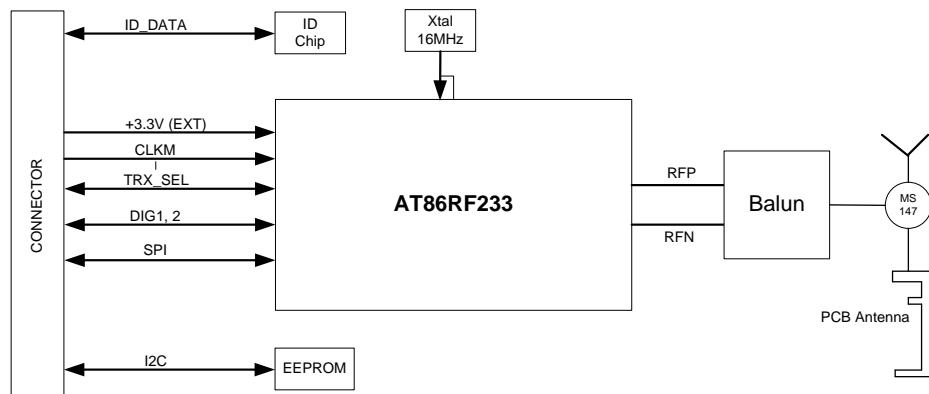 ID_DATA
ID
Chip
Xtal
16MHz
+3.3V (EXT)
CLKM
TRX_SEL
DIG1, 2
SPI
I2C
EEPROM
CONNECTOR
AT86RF233
RFP
RFN
Balun
MS
147
PCB Antenna